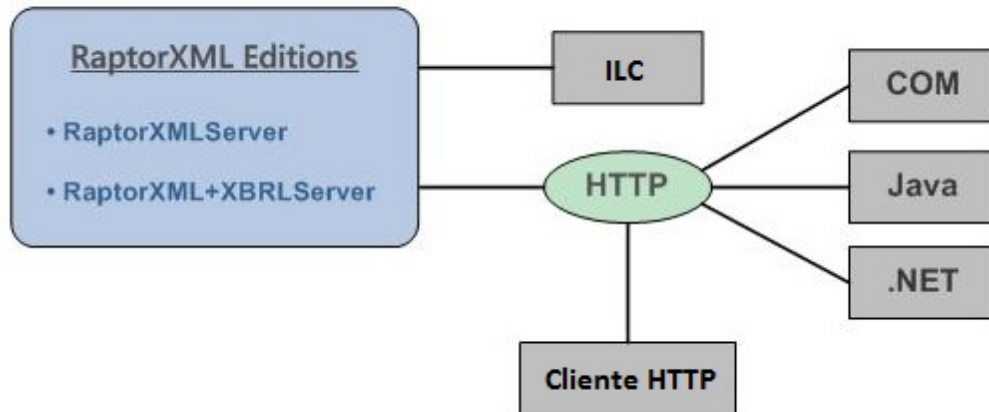 RaptorXML Editions
• RaptorXMLServer
• RaptorXML+XBRLServer
ILC
HTTP
COM
Java
.NET
Cliente HTTP